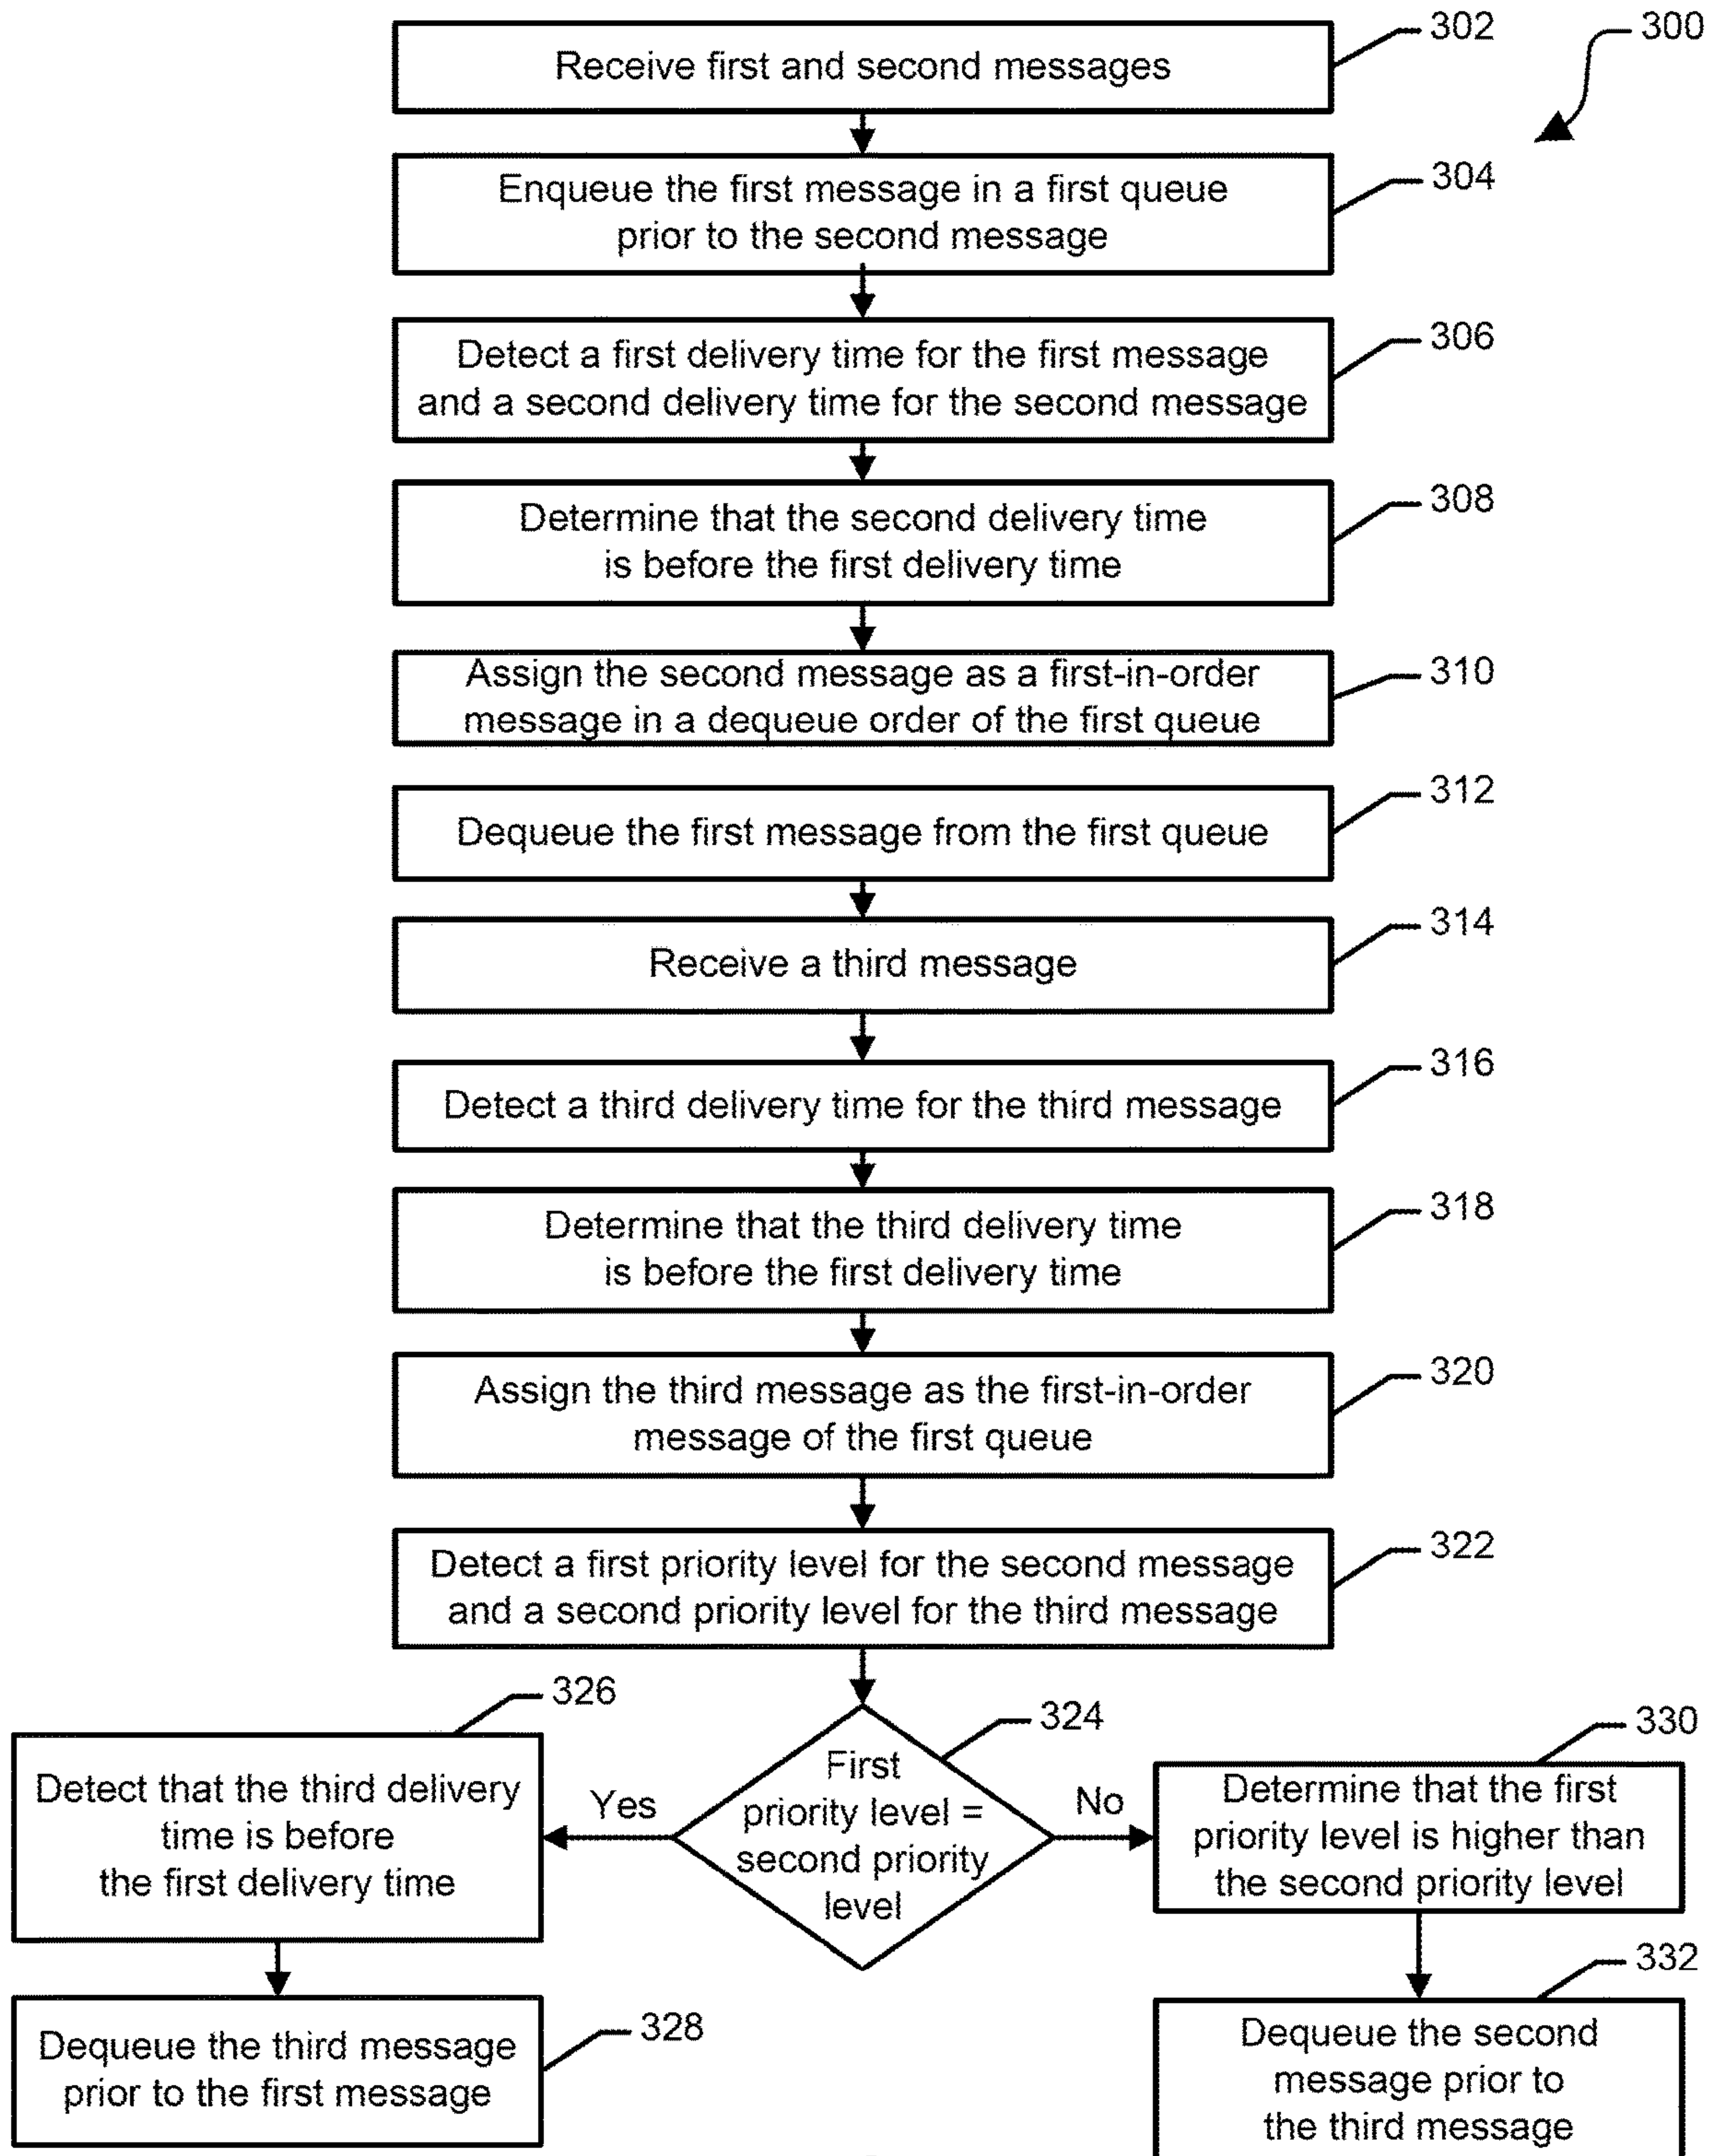 302
300
Receive first and second messages
304
Enqueue the first message in a first queue
prior to the second message
306
Detect a first delivery time for the first message
and a second delivery time for the second message
308
Determine that the second delivery time
is before the first delivery time
310
Assign the second message as a first-in-order
message in a dequeue order of the first queue
312
Dequeue the first message from the first queue
314
Receive a third message
316
Detect a third delivery time for the third message
318
Determine that the third delivery time
is before the first delivery time
320
Assign the third message as the first-in-order
message of the first queue
322
Detect a first priority level for the second message
and a second priority level for the third message
326
324
330
Detect that the third delivery
time is before
the first delivery time
Yes
First
priority level =
second priority
level
No
Determine that the first
priority level is higher than
the second priority level
328
332
Dequeue the third message
prior to the first message
Dequeue the second
message prior to
the third message